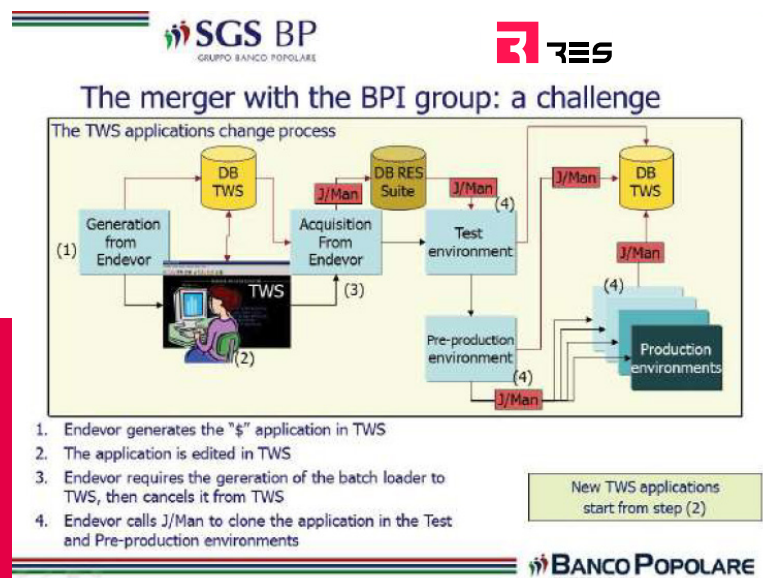 SGS BP
GRUPPO BANCO POPOLARE
RES
The merger with the BPI group: a challenge
The TWS applications change process
DB
TWS
J/Man
DB RES
Suite
J/Man
(4)
J/Man
DB
TWS
(1)
Generation
from
Endevor
Acquisition
From
Endevor
Test
environment
J/Man
TWS
(3)
(2)
(4)
Pre-production
environment
(4)
J/Man
Production
environments
1. Endevor generates the “$” application in TWS
2. The application is edited in TWS
3. Endevor requires the gereration of the batch loader to
TWS, then cancels it from TWS
4. Endevor calls J/Man to clone the application in the Test
and Pre-production environments
New TWS applications
start from step (2)
BANCO POPOLARE